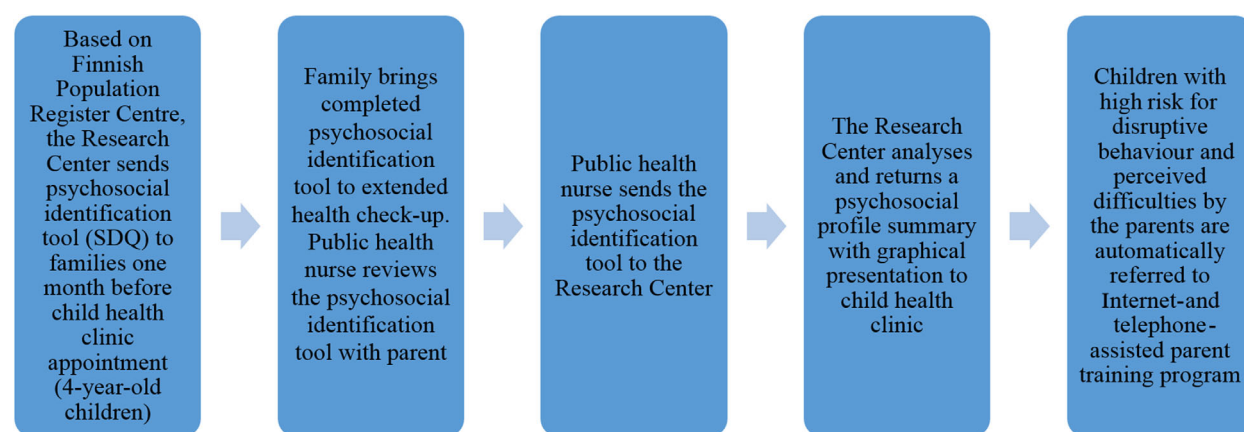 Based on
Finnish
Population
Register Centre,
the Research
Center sends
psychosocial
identification
tool (SDQ) to
families one
month before
child health
clinic
appointment
(4-year-old
children)
Family brings
completed
psychosocial
identification
tool to extended
health check-up.
Public health
nurse reviews
the psychosocial
identification
tool with parent
Public health
nurse sends the
psychosocial
identification
tool to the
Research Center
The Research
Center analyses
and returns a
psychosocial
profile summary
with graphical
presentation to
child health
clinic
Children with
high risk for
disruptive
behaviour and
perceived
difficulties by
the parents are
automatically
referred to
Internet-and
telephone-
assisted parent
training program